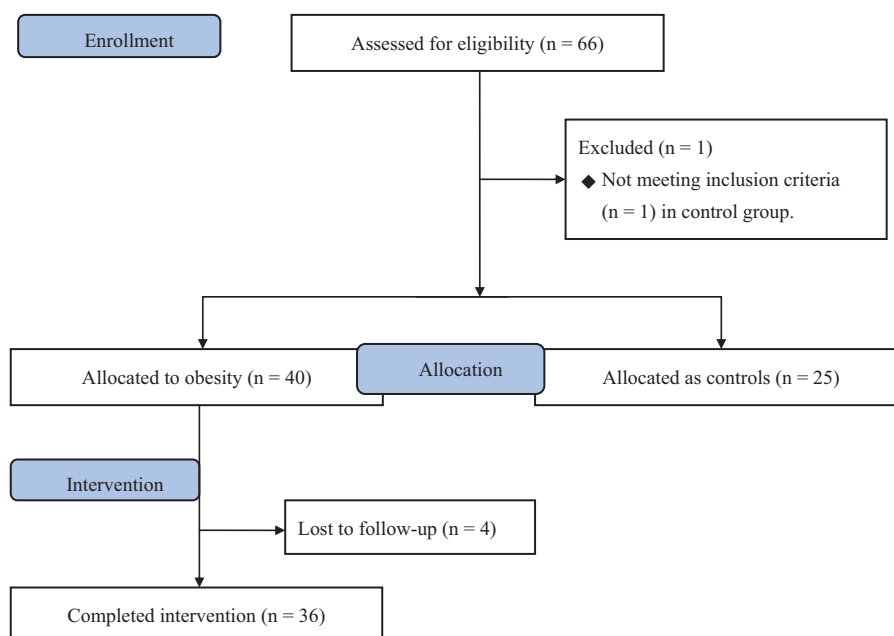 Enrollment
Assessed for eligibility (n = 66)
Excluded (n = 1)
◆ Not meeting inclusion criteria
(n = 1) in control group.
Allocated to obesity (n = 40)
Allocation
Allocated as controls (n = 25)
Intervention
Lost to follow-up (n = 4)
Completed intervention (n = 36)